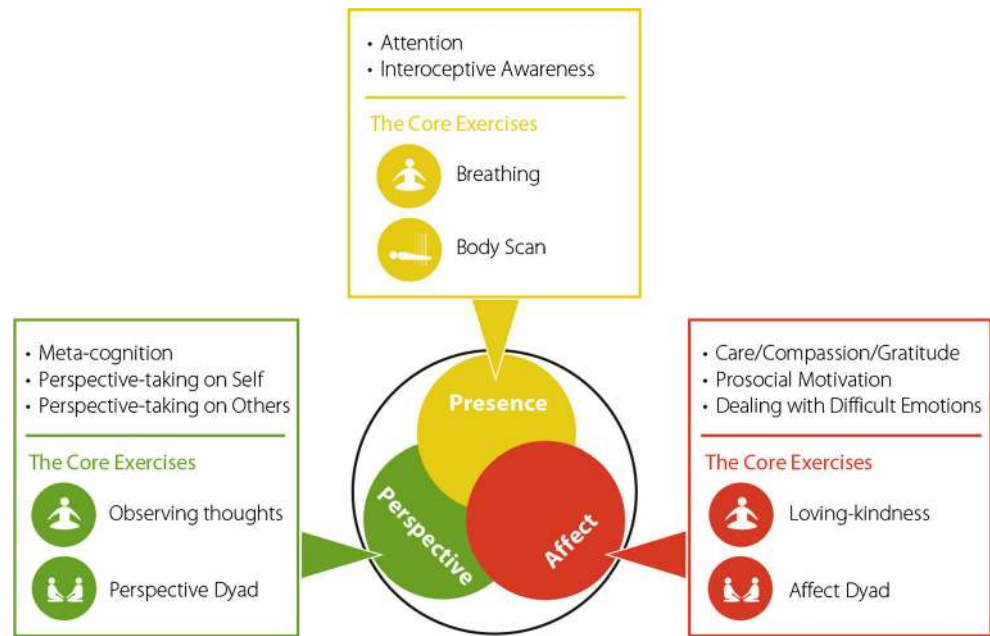 • Attention
• Interoceptive Awareness
The Core Exercises
Breathing
Body Scan
• Meta-cognition
• Perspective-taking on Self
• Perspective-taking on Others
The Core Exercises
Observing thoughts
Perspective Dyad
Presence
Perspective
Affect
• Care/Compassion/Gratitude
• Prosocial Motivation
• Dealing with Difficult Emotions
The Core Exercises
Loving-kindness
Affect Dyad